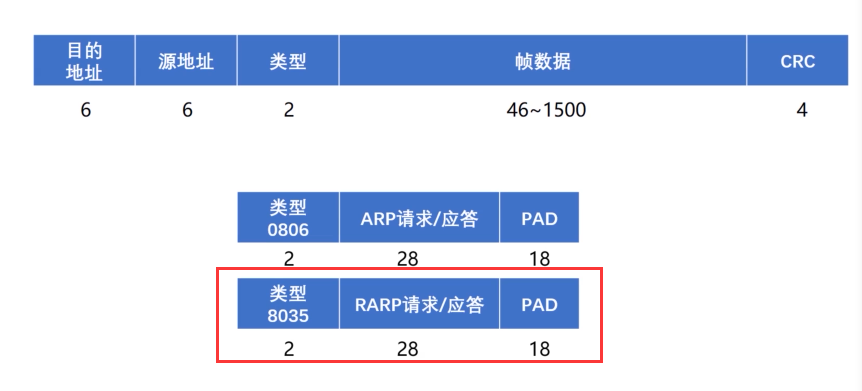 目的
地址
源地址
类型
帧数据
CRC
6
6
2
46~1500
4
类型
0806
ARP请求/应答
PAD
2
28
18
类型
8035
RARP请求/应答
PAD
2
28
18